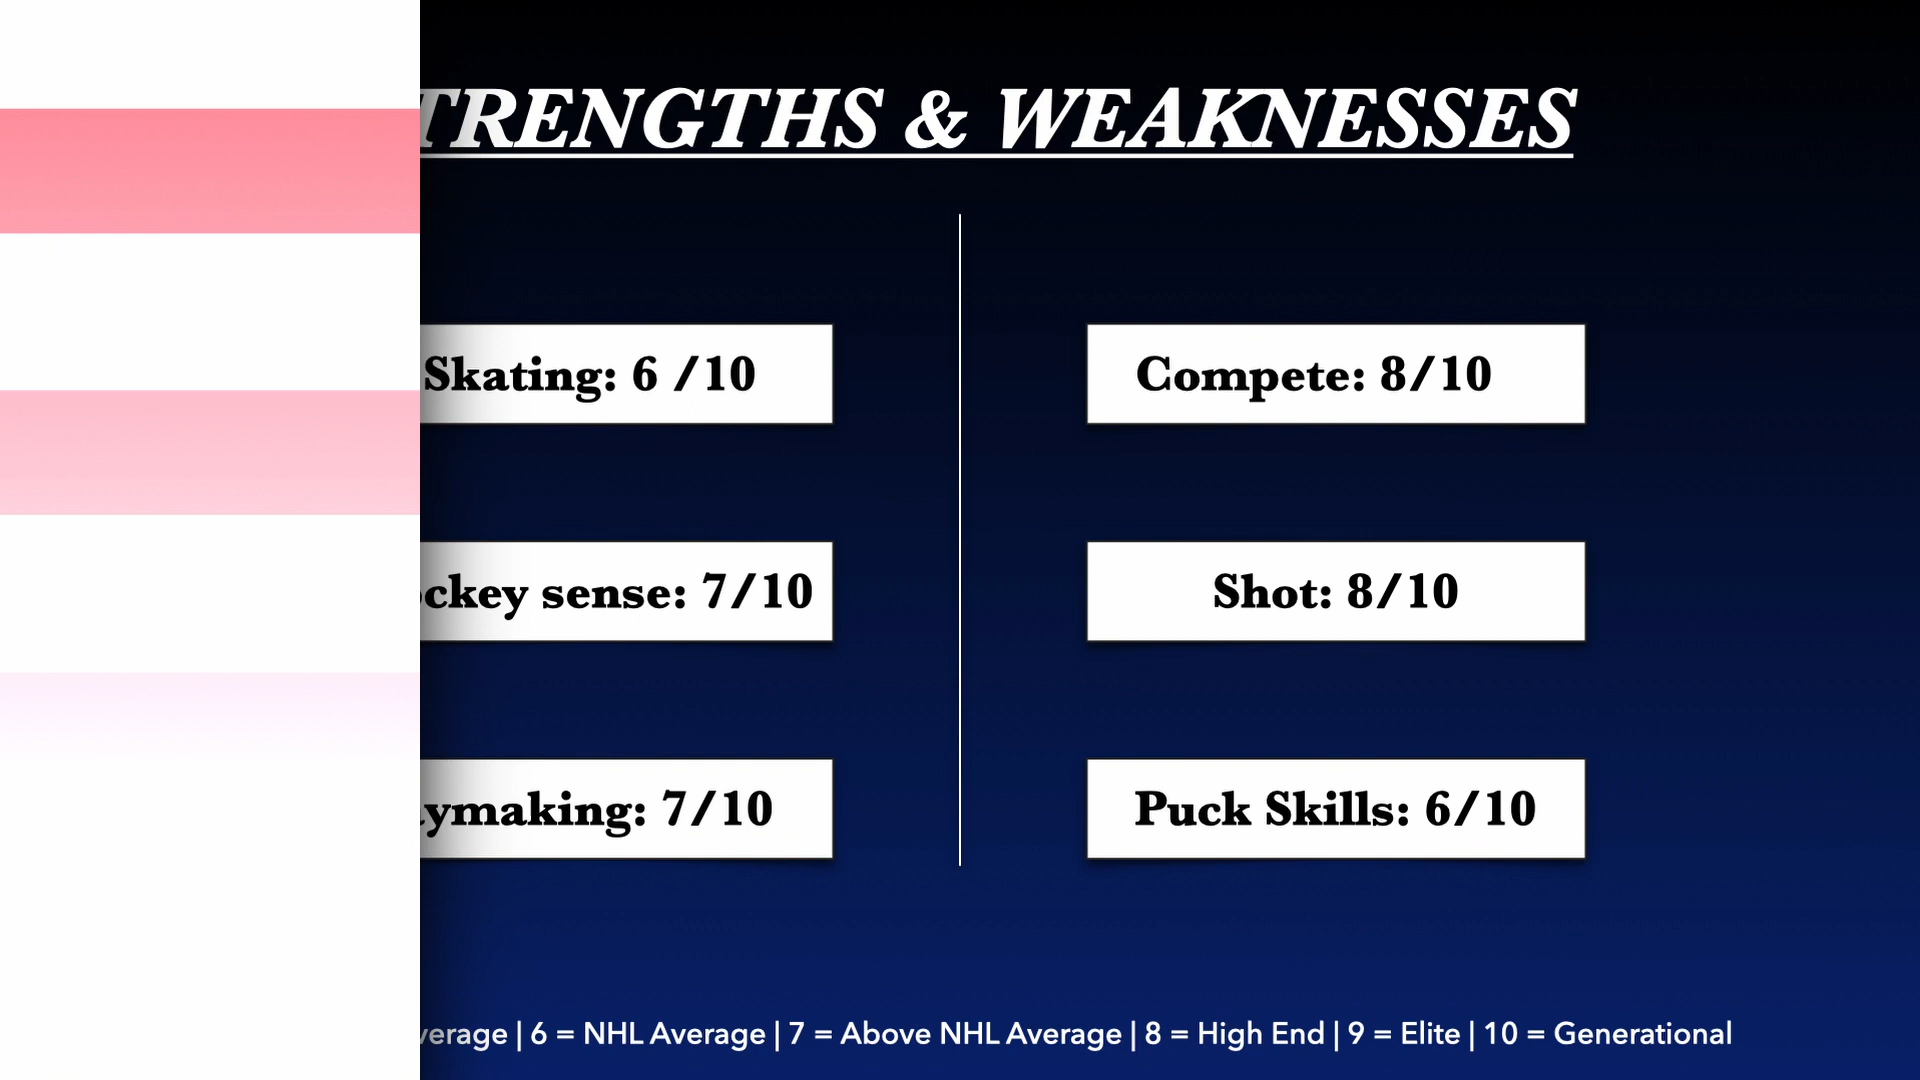 TRENGTHS & WEAKNESSES
Skating: 6 /10
Compete: 8/10
ckey sense: 7/10
Shot: 8/10
ymaking: 7/10
Puck Skills: 6/10
verage | 6 = NHL Average | 7 = Above NHL Average | 8 = High End | 9 = Elite | 10 = Generational